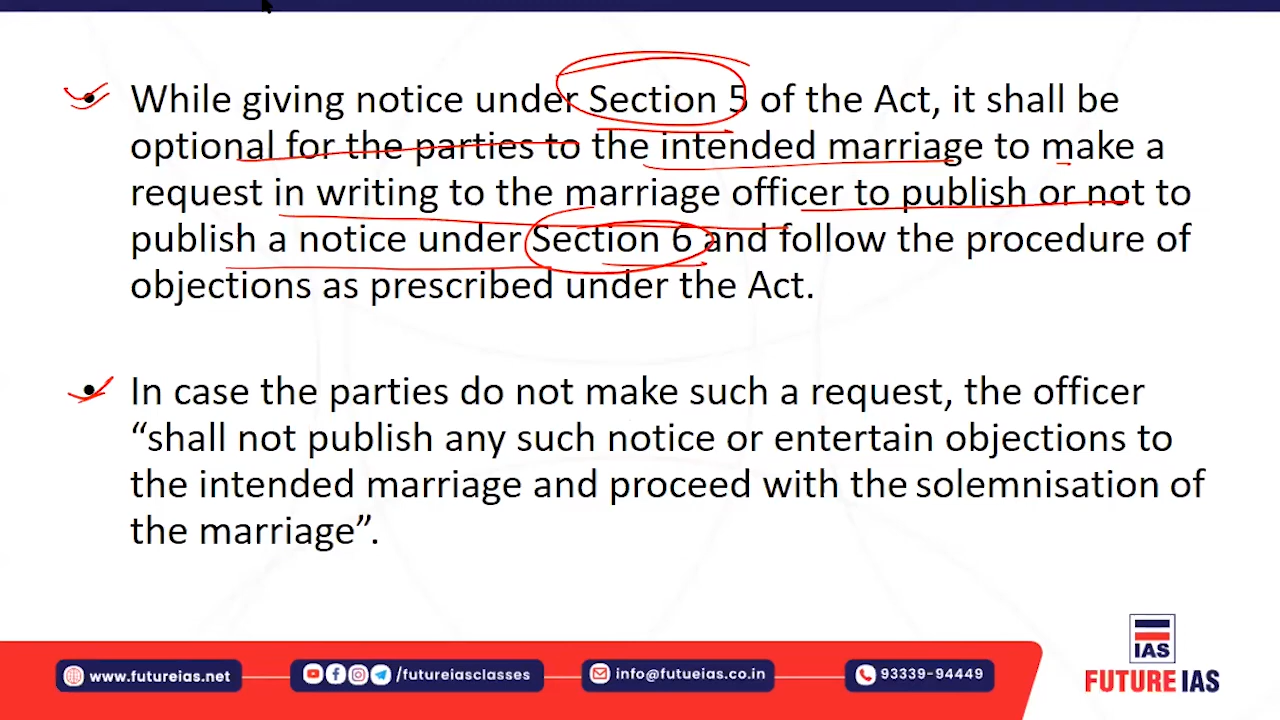 While giving notice under Section 5 of the Act, it shall be
optional for the parties to the intended marriage to make a
request in writing to the marriage officer to publish or not to
publish a notice under Section 6 and follow the procedure of
objections as prescribed under the Act.
In case the parties do not make such a request, the officer
“shall not publish any such notice or entertain objections to
the intended marriage and proceed with the solemnisation of
the marriage”.
IAS
www.futureias.net
/futureiasclasses
info@futueias.co.in
93339-94449
FUTURE IAS